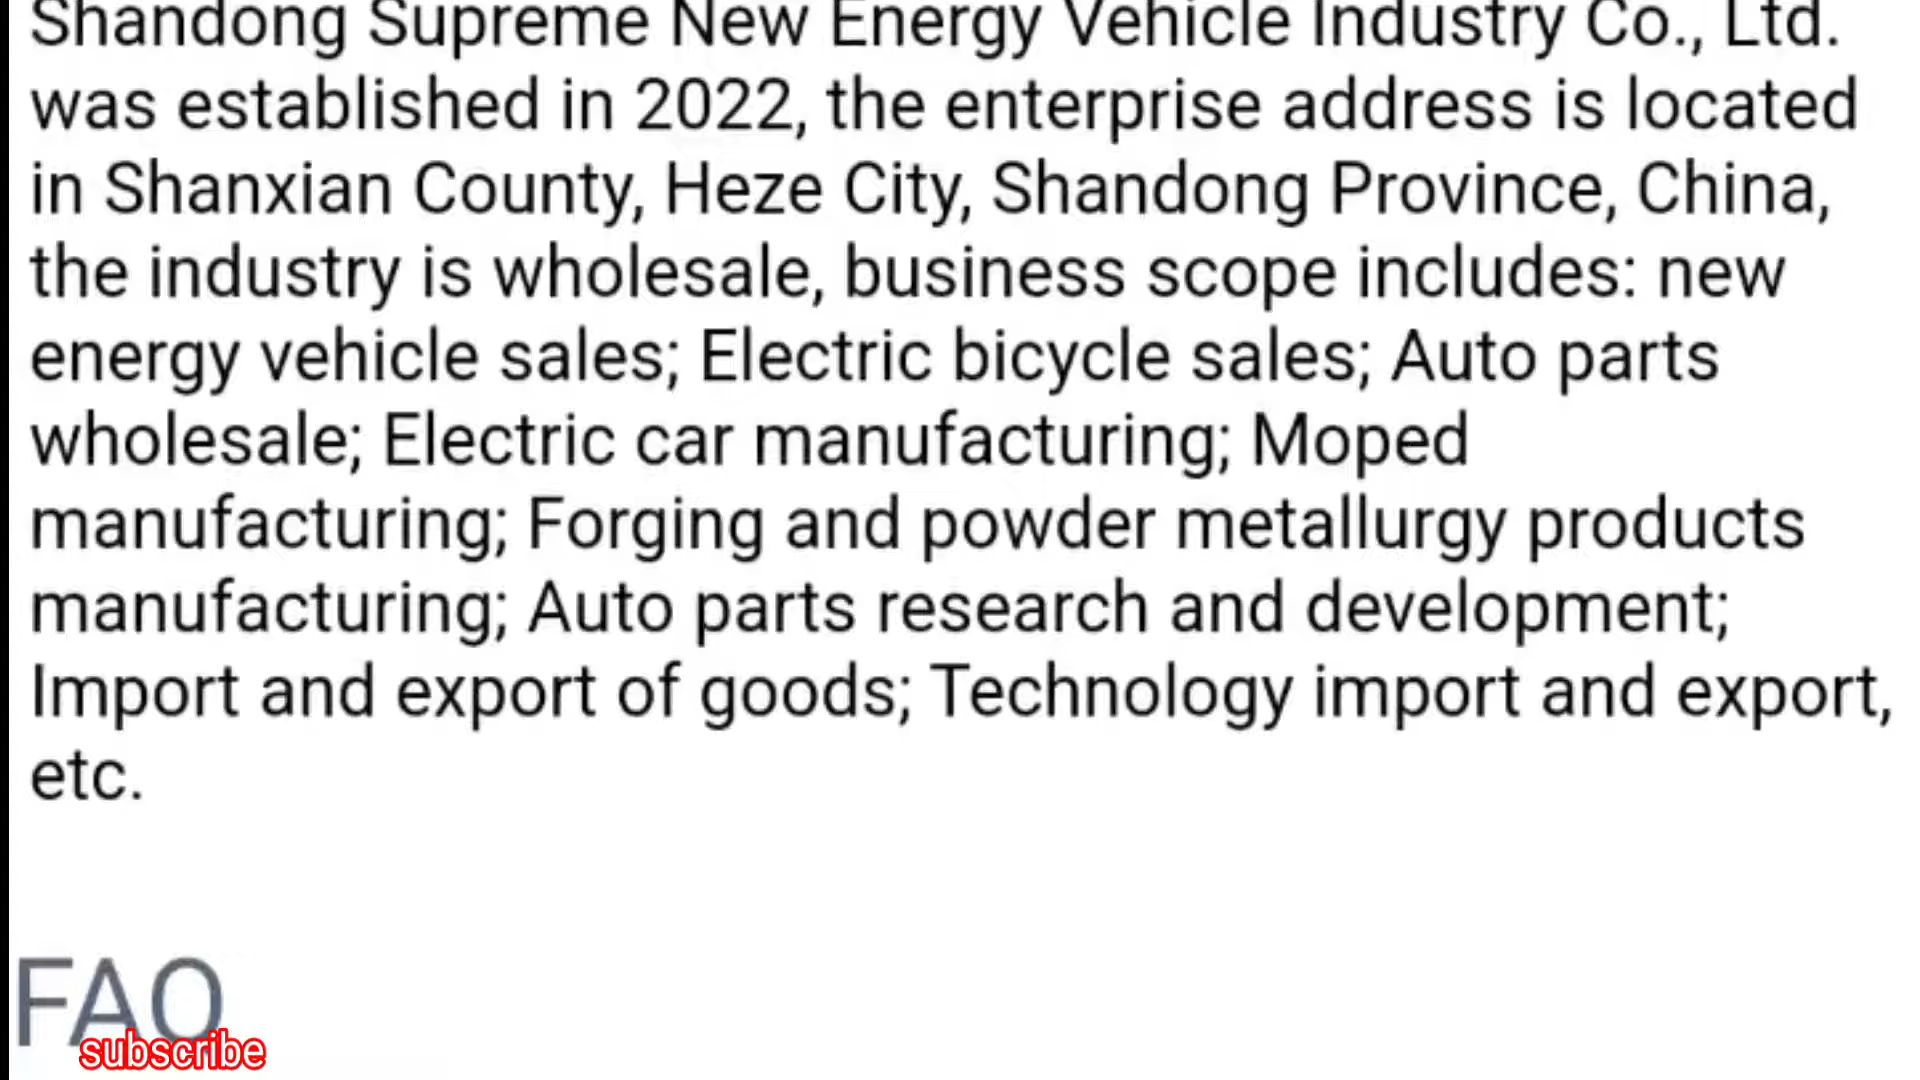 Shandong Supreme New Energy Vehicle Industry Co., Ltd.
was established in 2022, the enterprise address is located
in Shanxian County, Heze City, Shandong Province, China,
the industry is wholesale, business scope includes: new
energy vehicle sales; Electric bicycle sales; Auto parts
wholesale; Electric car manufacturing; Moped
manufacturing; Forging and powder metallurgy products
manufacturing; Auto parts research and development;
Import and export of goods; Technology import and export,
etc.
FAQ
subscribe